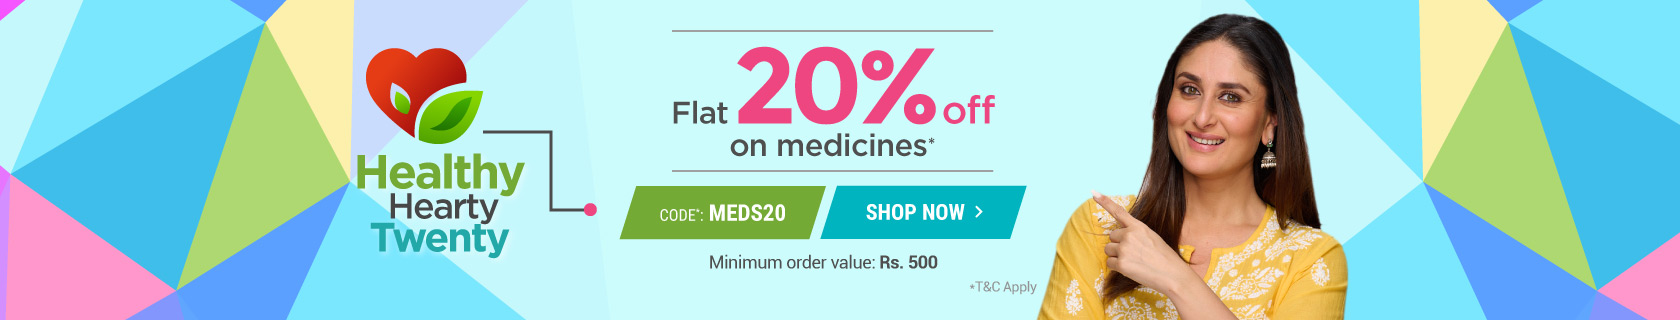 Healthy
Hearty
Twenty
Flat 20% off
on medicines*
CODE*: MEDS20
SHOP NOW >
Minimum order value: Rs. 500
*T&C Apply